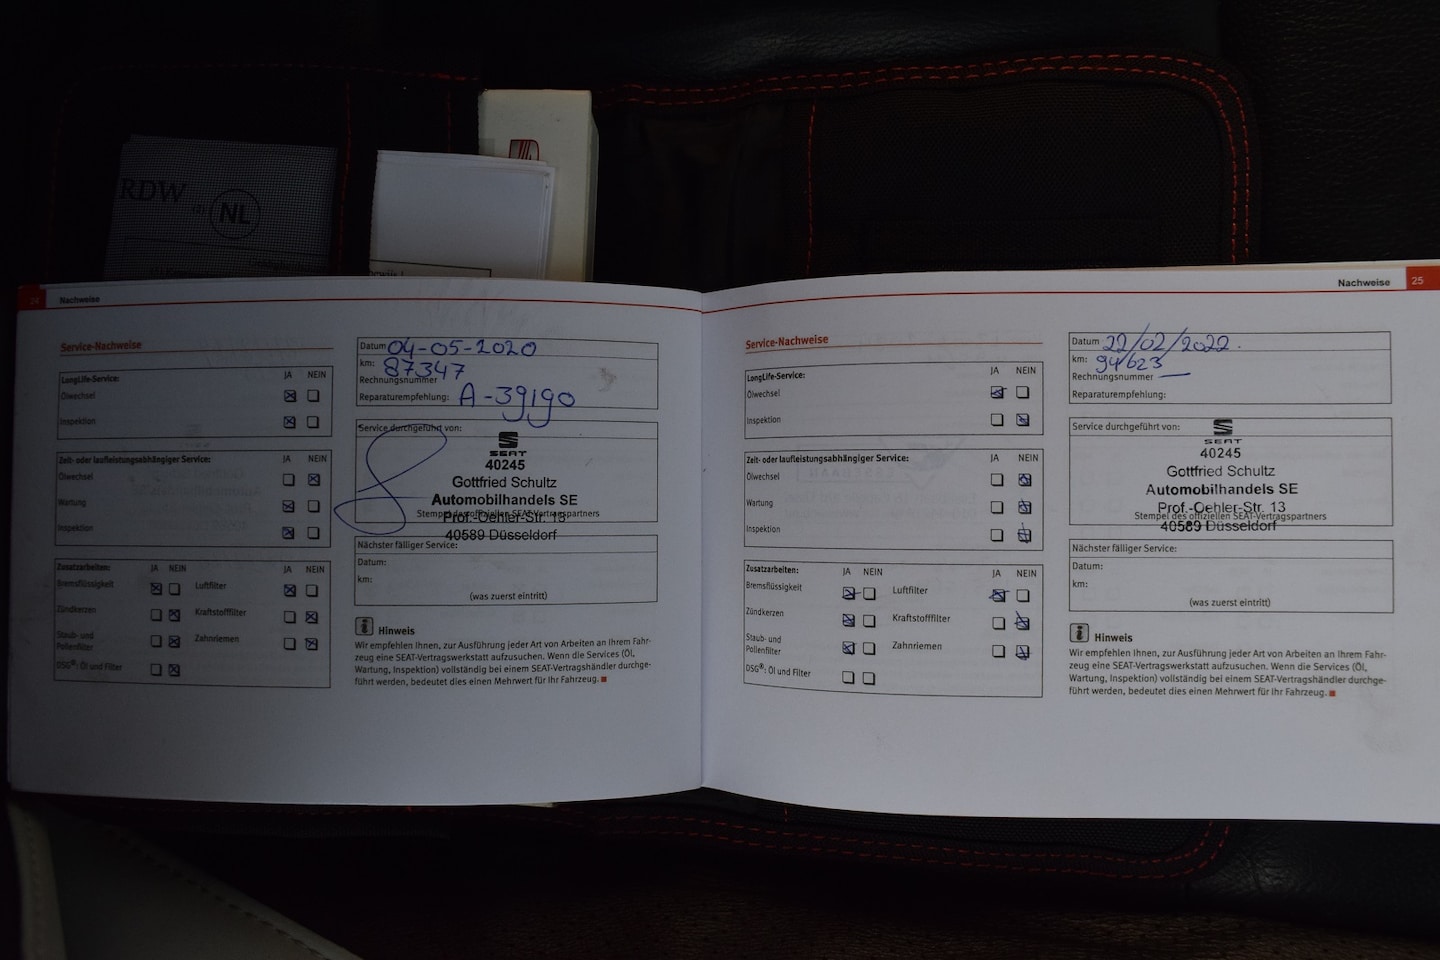 RDW
(2) NL
24 Nachweise
Service-Nachweise
LongLife-Service: JA NEIN
Ölwechsel
Inspektion
Zeit- oder laufleistungsabhängiger Service: JA NEIN
Ölwechsel
Wartung
Inspektion
Zusatzarbeiten: JA NEIN JA NEIN
Bremsflüssigkeit Luftfilter
Zündkerzen Kraftstofffilter
Staub- und
Pollenfilter Zahnriemen
DSG®: Öl und Filter
Datum 04-05-2020
km: 87347
Rechnungsnummer
Reparaturempfehlung: A-39190
Service durchgeführt von:
SEAT
40245
Gottfried Schultz
Automobilhandels SE
Stempel des offiziellen SEAT-Vertragspartners
Prof.-Oehler-Str. 13
40589 Düsseldorf
Nächster fälliger Service:
Datum:
km:
(was zuerst eintritt)
i Hinweis
Wir empfehlen Ihnen, zur Ausführung jeder Art von Arbeiten an Ihrem Fahr-
zeug eine SEAT-Vertragswerkstatt aufzusuchen. Wenn die Services (Öl,
Wartung, Inspektion) vollständig bei einem SEAT-Vertragshändler durchge-
führt werden, bedeutet dies einen Mehrwert für Ihr Fahrzeug.
Nachweise 25
Service-Nachweise
LongLife-Service: JA NEIN
Ölwechsel
Inspektion
Zeit- oder laufleistungsabhängiger Service: JA NEIN
Ölwechsel
Wartung
Inspektion
Zusatzarbeiten: JA NEIN JA NEIN
Bremsflüssigkeit Luftfilter
Zündkerzen Kraftstofffilter
Staub- und
Pollenfilter Zahnriemen
DSG®: Öl und Filter
Datum 22/02/2022.
km: 94623
Rechnungsnummer —
Reparaturempfehlung:
Service durchgeführt von:
SEAT
40245
Gottfried Schultz
Automobilhandels SE
Prof.-Oehler-Str. 13
Stempel des offiziellen SEAT-Vertragspartners
40589 Düsseldorf
Nächster fälliger Service:
Datum:
km:
(was zuerst eintritt)
i Hinweis
Wir empfehlen Ihnen, zur Ausführung jeder Art von Arbeiten an Ihrem Fahr-
zeug eine SEAT-Vertragswerkstatt aufzusuchen. Wenn die Services (Öl,
Wartung, Inspektion) vollständig bei einem SEAT-Vertragshändler durchge-
führt werden, bedeutet dies einen Mehrwert für Ihr Fahrzeug.